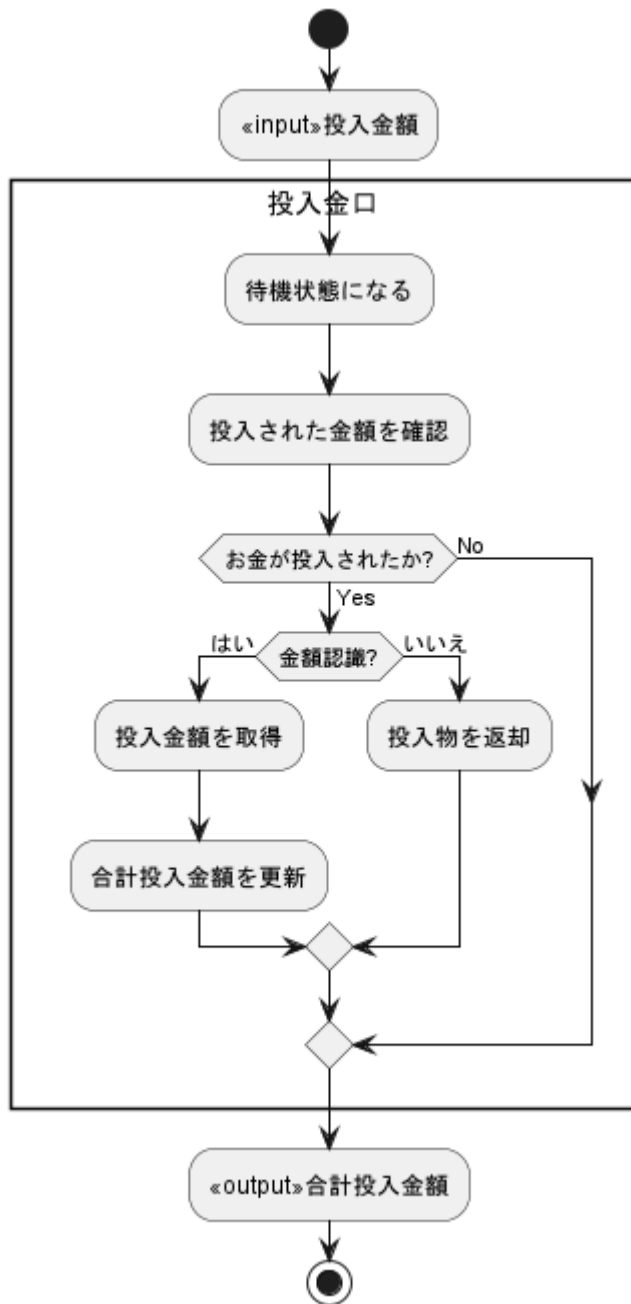 «input»投入金額
投入金口
待機状態になる
投入された金額を確認
お金が投入されたか?
No
Yes
はい
金額認識?
いいえ
投入金額を取得
投入物を返却
合計投入金額を更新
«output»合計投入金額